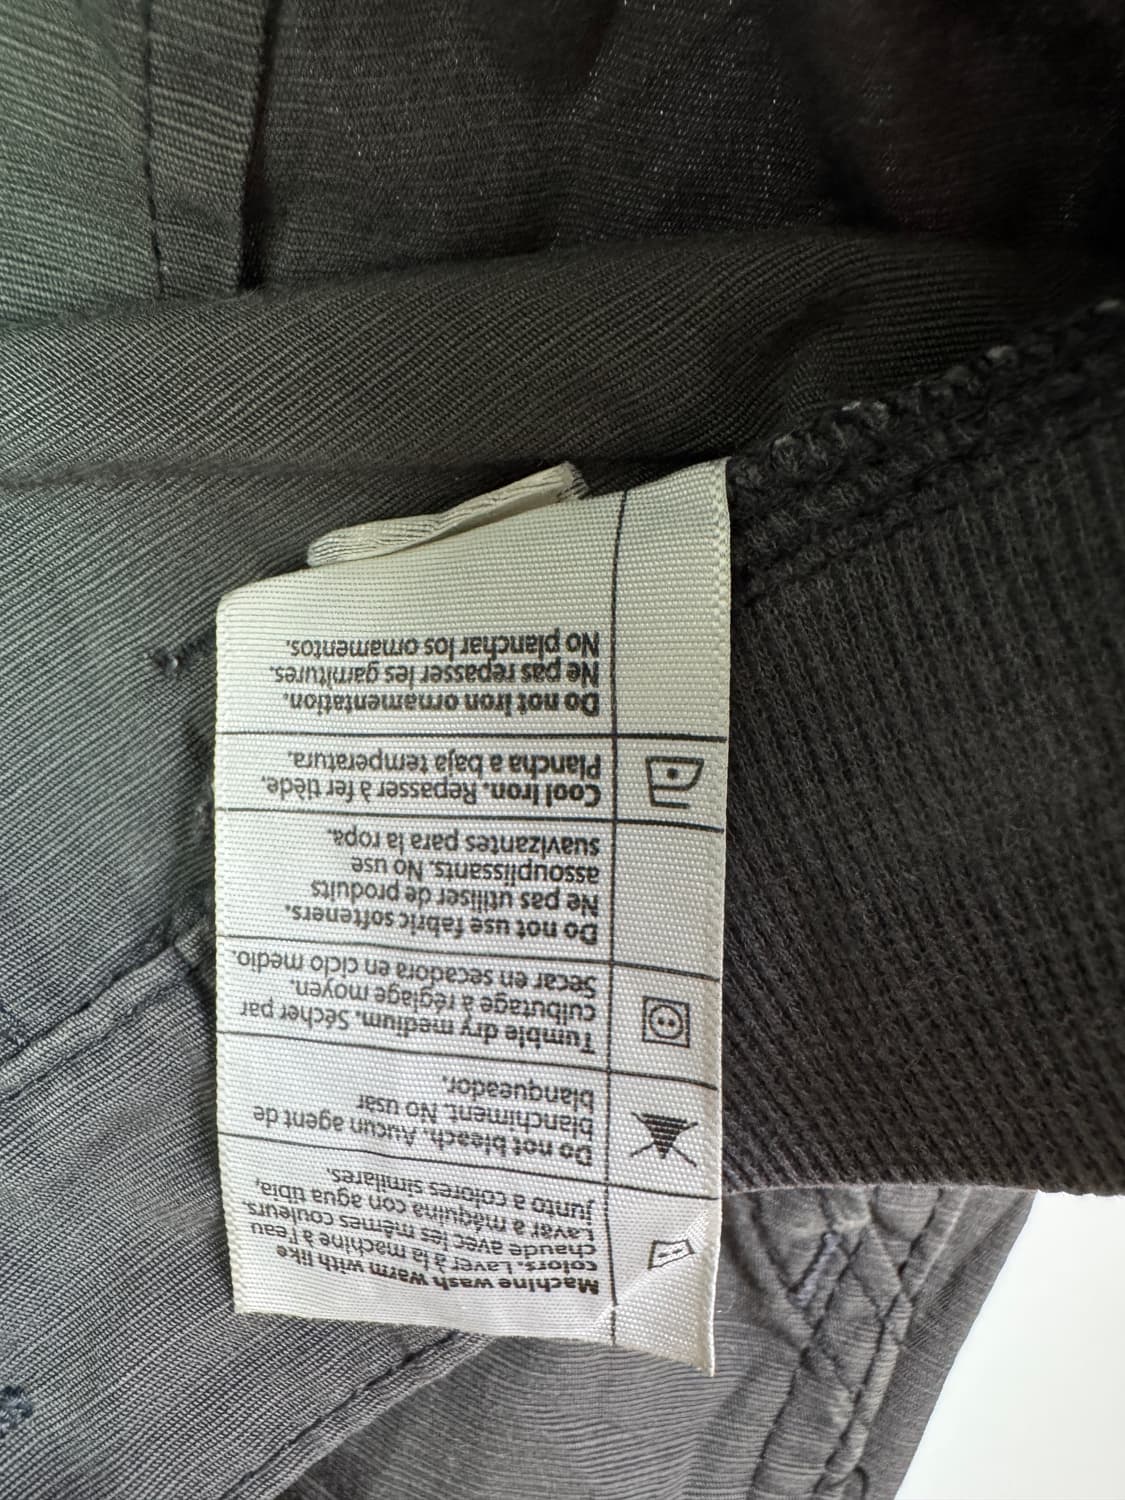 Machine wash warm with like
colors. Laver à la machine à l'eau
chaude avec les mêmes couleurs.
Lavar a máquina con agua tibia,
junto a colores similares.
Do not bleach. Aucun agent de
blanchiment. No usar
blanqueador.
Tumble dry medium. Sécher par
culbutage à réglage moyen.
Secar en secadora en ciclo medio.
Do not use fabric softeners.
Ne pas utiliser de produits
assouplissants. No use
suavizantes para la ropa.
Cool Iron. Repasser à fer tiède.
Plancha a baja temperatura.
Do not Iron ornamentation.
Ne pas repasser les garnitures.
No planchar los ornamentos.